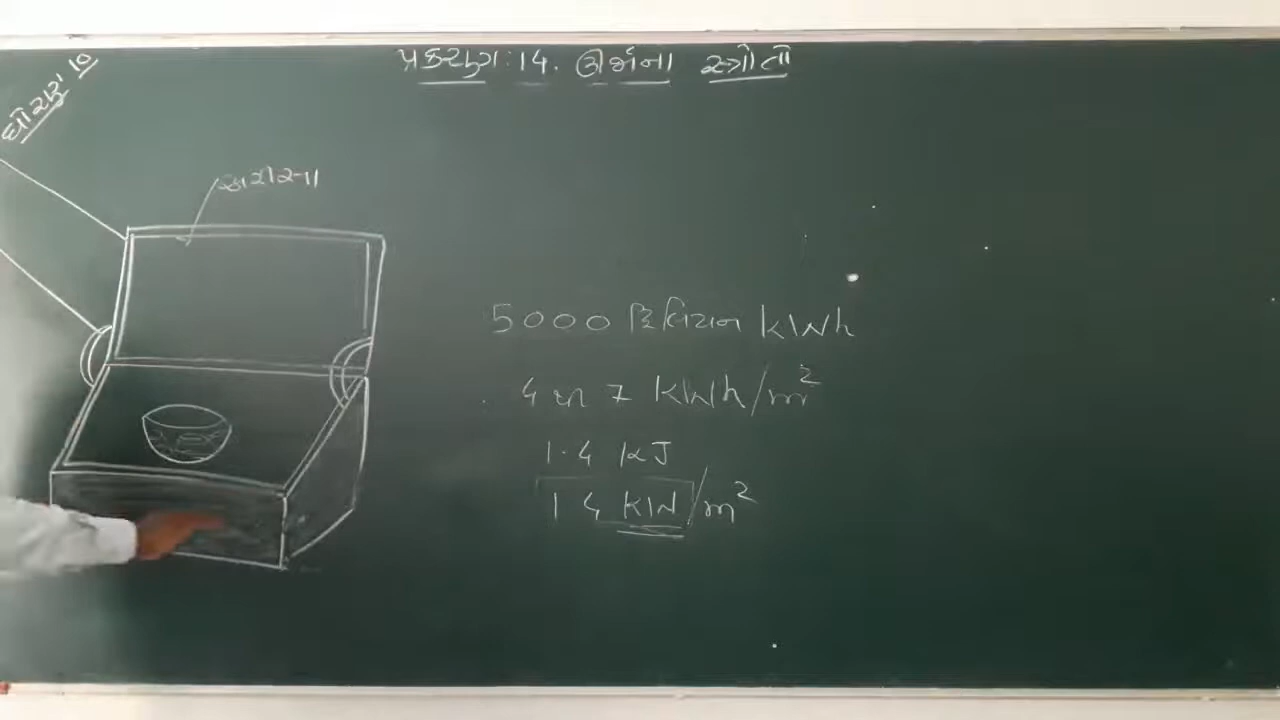 ધોરણ 10
પ્રકરણ:14. ઊર્જાના સ્ત્રોતો
અરીસો
5000 ટ્રિલિયન kWh
4 થી 7 kWh/m²
1.4 kJ
1.4 kW/m²